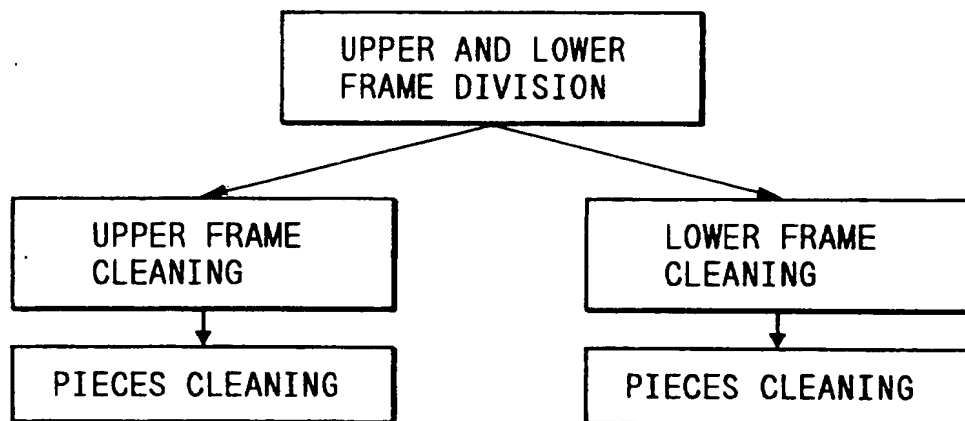 UPPER AND LOWER
FRAME DIVISION
UPPER FRAME
CLEANING
LOWER FRAME
CLEANING
PIECES CLEANING
PIECES CLEANING